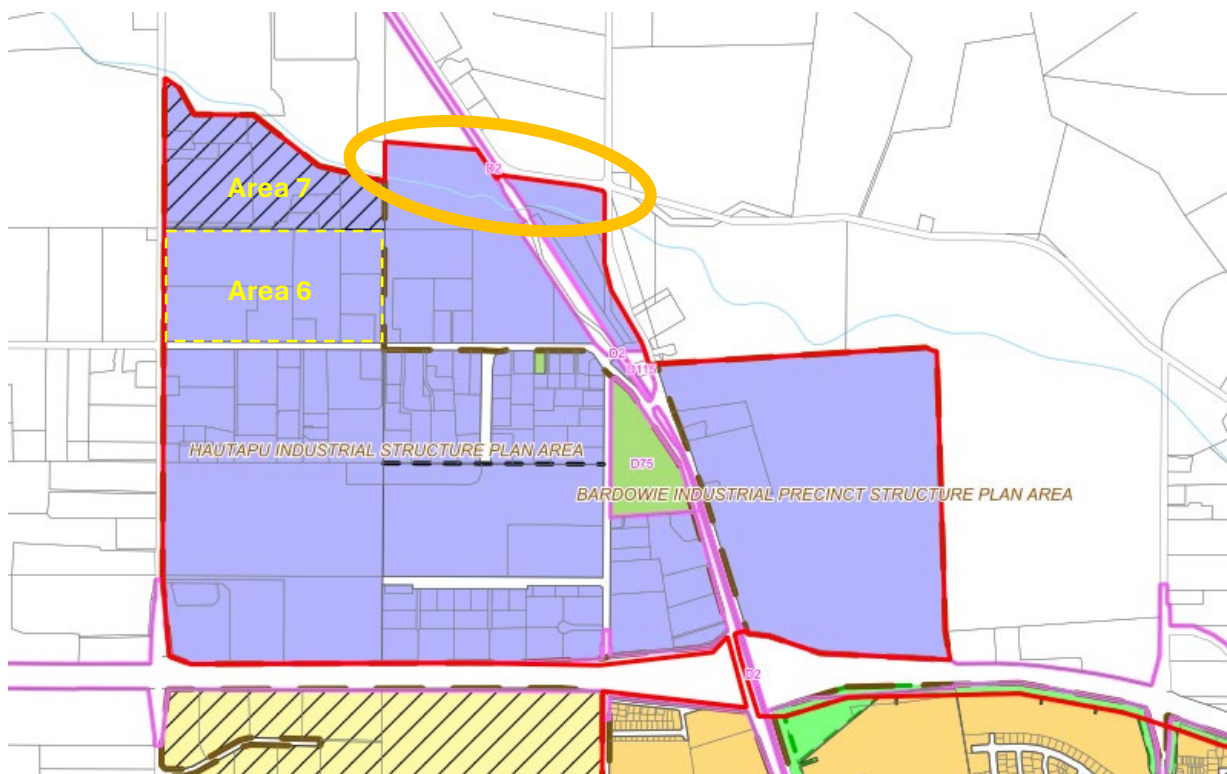 D2
Area 7
Area 6
D2
D115
HAUTAPU INDUSTRIAL STRUCTURE PLAN AREA
D75
BARDOWIE INDUSTRIAL PRECINCT STRUCTURE PLAN AREA
D2